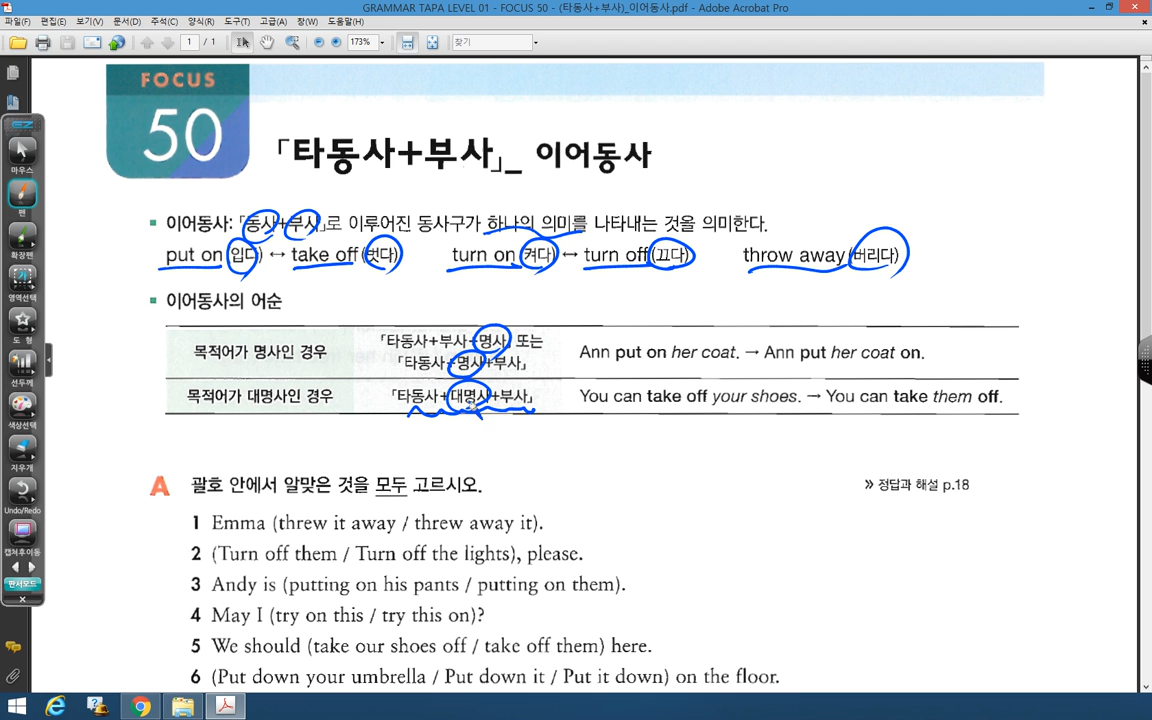 GRAMMAR TAPA LEVEL 01 - FOCUS 50 - (타동사+부사)_이어동사.pdf - Adobe Acrobat Pro
파일(F) 편집(E) 보기(V) 문서(D) 주석(C) 양식(R) 도구(T) 고급(A) 창(W) 도움말(H)
1 / 1 173% 찾기
FOCUS
50
「타동사+부사」_ 이어동사
이어동사: 「동사+부사」로 이루어진 동사구가 하나의 의미를 나타내는 것을 의미한다.
put on (입다) ↔ take off (벗다) turn on (켜다) ↔ turn off (끄다) throw away (버리다)
이어동사의 어순
목적어가 명사인 경우
「타동사+부사+명사」 또는
「타동사+명사+부사」
Ann put on her coat. → Ann put her coat on.
목적어가 대명사인 경우
「타동사+대명사+부사」
You can take off your shoes. → You can take them off.
A 괄호 안에서 알맞은 것을 모두 고르시오.
» 정답과 해설 p.18
1 Emma (threw it away / threw away it).
2 (Turn off them / Turn off the lights), please.
3 Andy is (putting on his pants / putting on them).
4 May I (try on this / try this on)?
5 We should (take our shoes off / take off them) here.
6 (Put down your umbrella / Put down it / Put it down) on the floor.
EZ
마우스
펜
확장펜
영역선택
도 형
선두께
색상선택
지우개
Undo/Redo
캡쳐후이동
판서모드